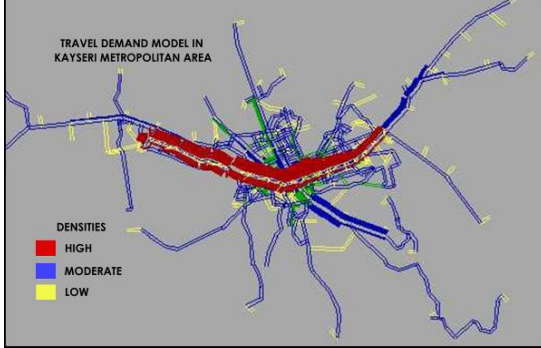 TRAVEL DEMAND MODEL IN
KAYSERI METROPOLITAN AREA
DENSITIES
HIGH
MODERATE
LOW